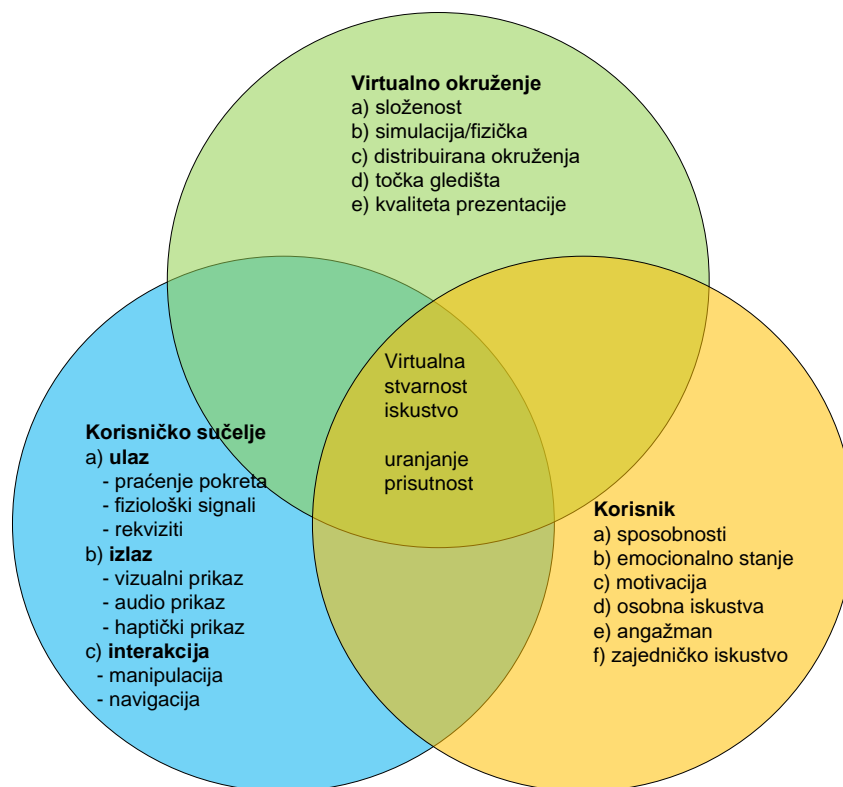 Virtualno okruženje
a) složenost
b) simulacija/fizička
c) distribuirana okruženja
d) točka gledišta
e) kvaliteta prezentacije
Virtualna
stvarnost
iskustvo
uranjanje
prisutnost
Korisničko sučelje
a) ulaz
- praćenje pokreta
- fiziološki signali
- rekviziti
b) izlaz
- vizualni prikaz
- audio prikaz
- haptički prikaz
c) interakcija
- manipulacija
- navigacija
Korisnik
a) sposobnosti
b) emocionalno stanje
c) motivacija
d) osobna iskustva
e) angažman
f) zajedničko iskustvo